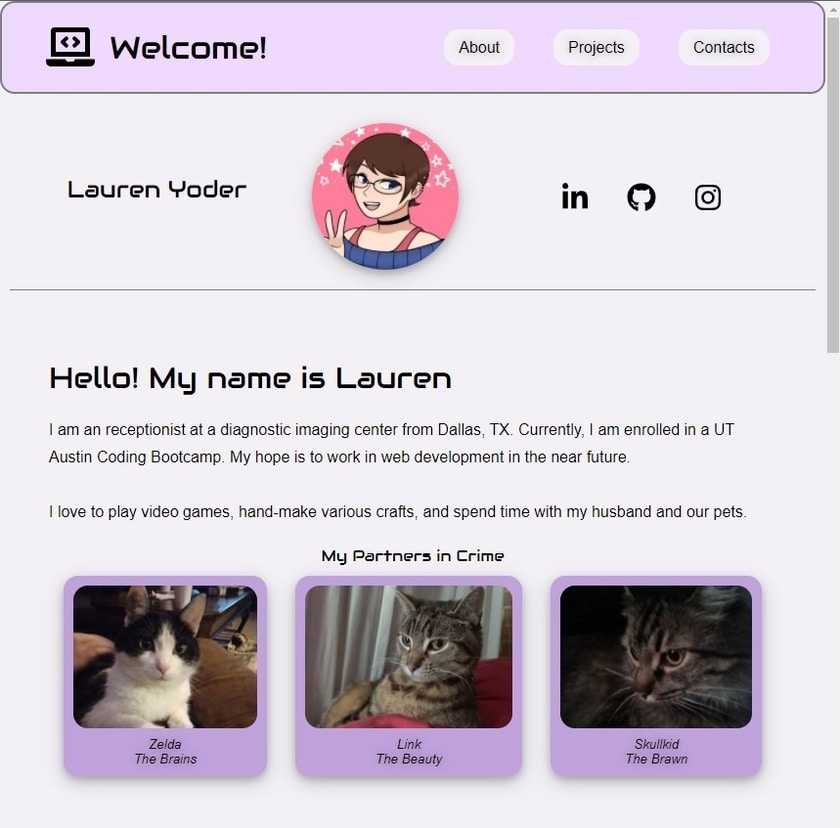 Welcome!
About
Projects
Contacts
Lauren Yoder
in
Hello! My name is Lauren
I am an receptionist at a diagnostic imaging center from Dallas, TX. Currently, I am enrolled in a UT
Austin Coding Bootcamp. My hope is to work in web development in the near future.
I love to play video games, hand-make various crafts, and spend time with my husband and our pets.
My Partners in Crime
Zelda
The Brains
Link
The Beauty
Skullkid
The Brawn